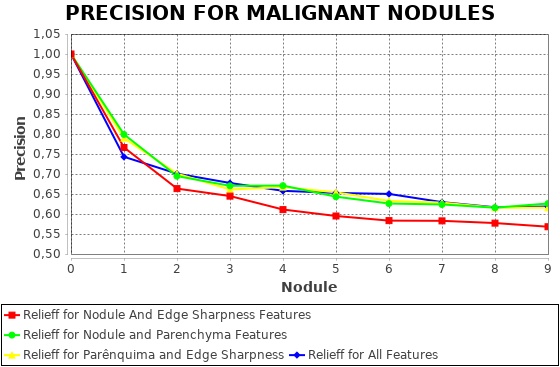 PRECISION FOR MALIGNANT NODULES
1,05
1,00
0,95
0,90
0,85
0,80
0,75
0,70
0,65
0,60
0,55
0,50
Precision
0 1 2 3 4 5 6 7 8 9
Nodule
Relieff for Nodule And Edge Sharpness Features
Relieff for Nodule and Parenchyma Features
Relieff for Parênquima and Edge Sharpness Relieff for All Features